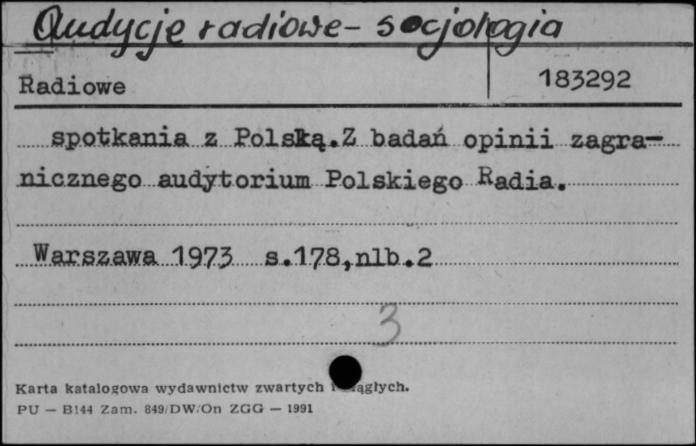 Audycje radiowe - socjologia
Radiowe 183292
spotkania z Polską. Z badań opinii zagra-
nicznego audytorium Polskiego Radia.
Warszawa 1973 s.178,nlb.2
3
Karta katalogowa wydawnictw zwartych i
PU — B144 Zam. 849/DW/On ZGG — 1991